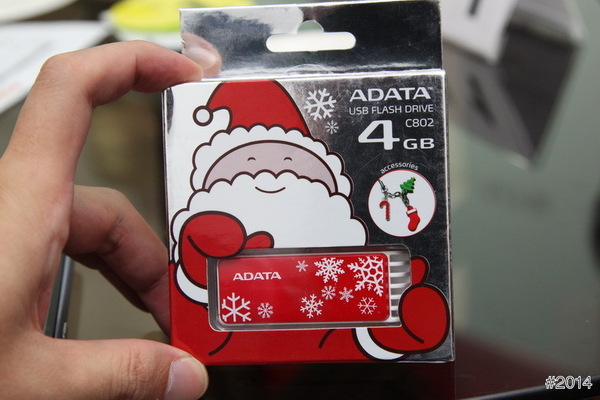 ADATA
USB FLASH DRIVE
C802
4GB
accessories
ADATA
#2014